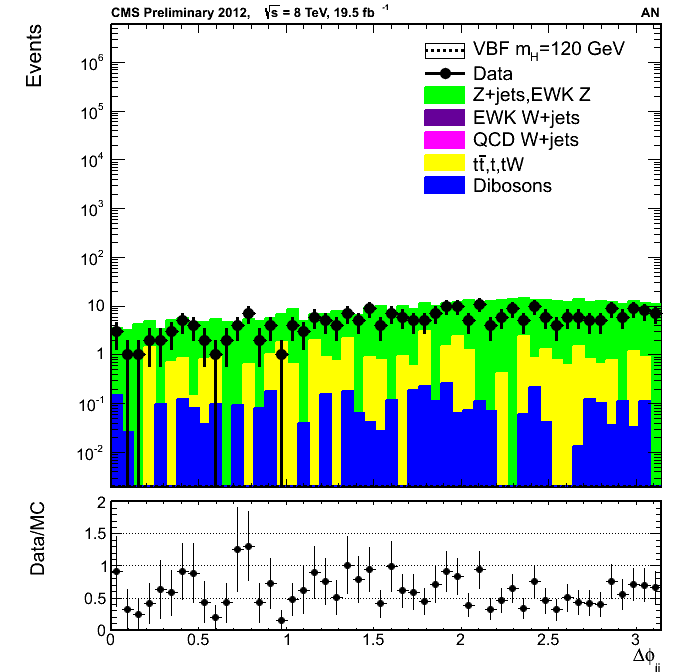 CMS Preliminary 2012, √s = 8 TeV, 19.5 fb⁻¹ AN
Events
VBF m_H=120 GeV
Data
Z+jets,EWK Z
EWK W+jets
QCD W+jets
tt̄,t,tW
Dibosons
10⁶
10⁵
10⁴
10³
10²
10
1
10⁻¹
10⁻²
Data/MC
2
1.5
1
0.5
0
0 0.5 1 1.5 2 2.5 3
Δϕ_jj